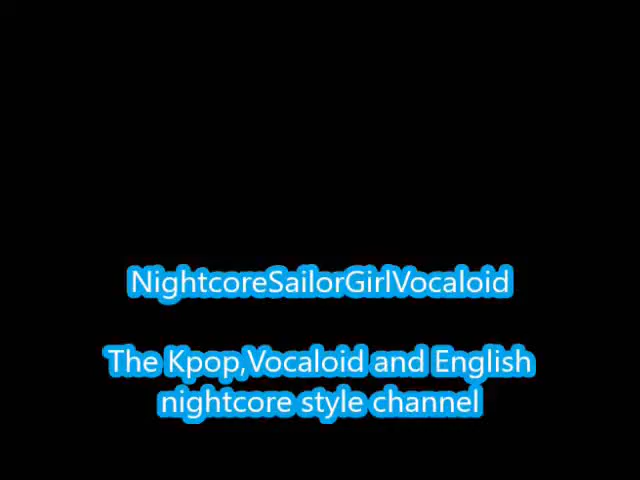 NightcoreSailorGirlVocaloid
The Kpop,Vocaloid and English
nightcore style channel